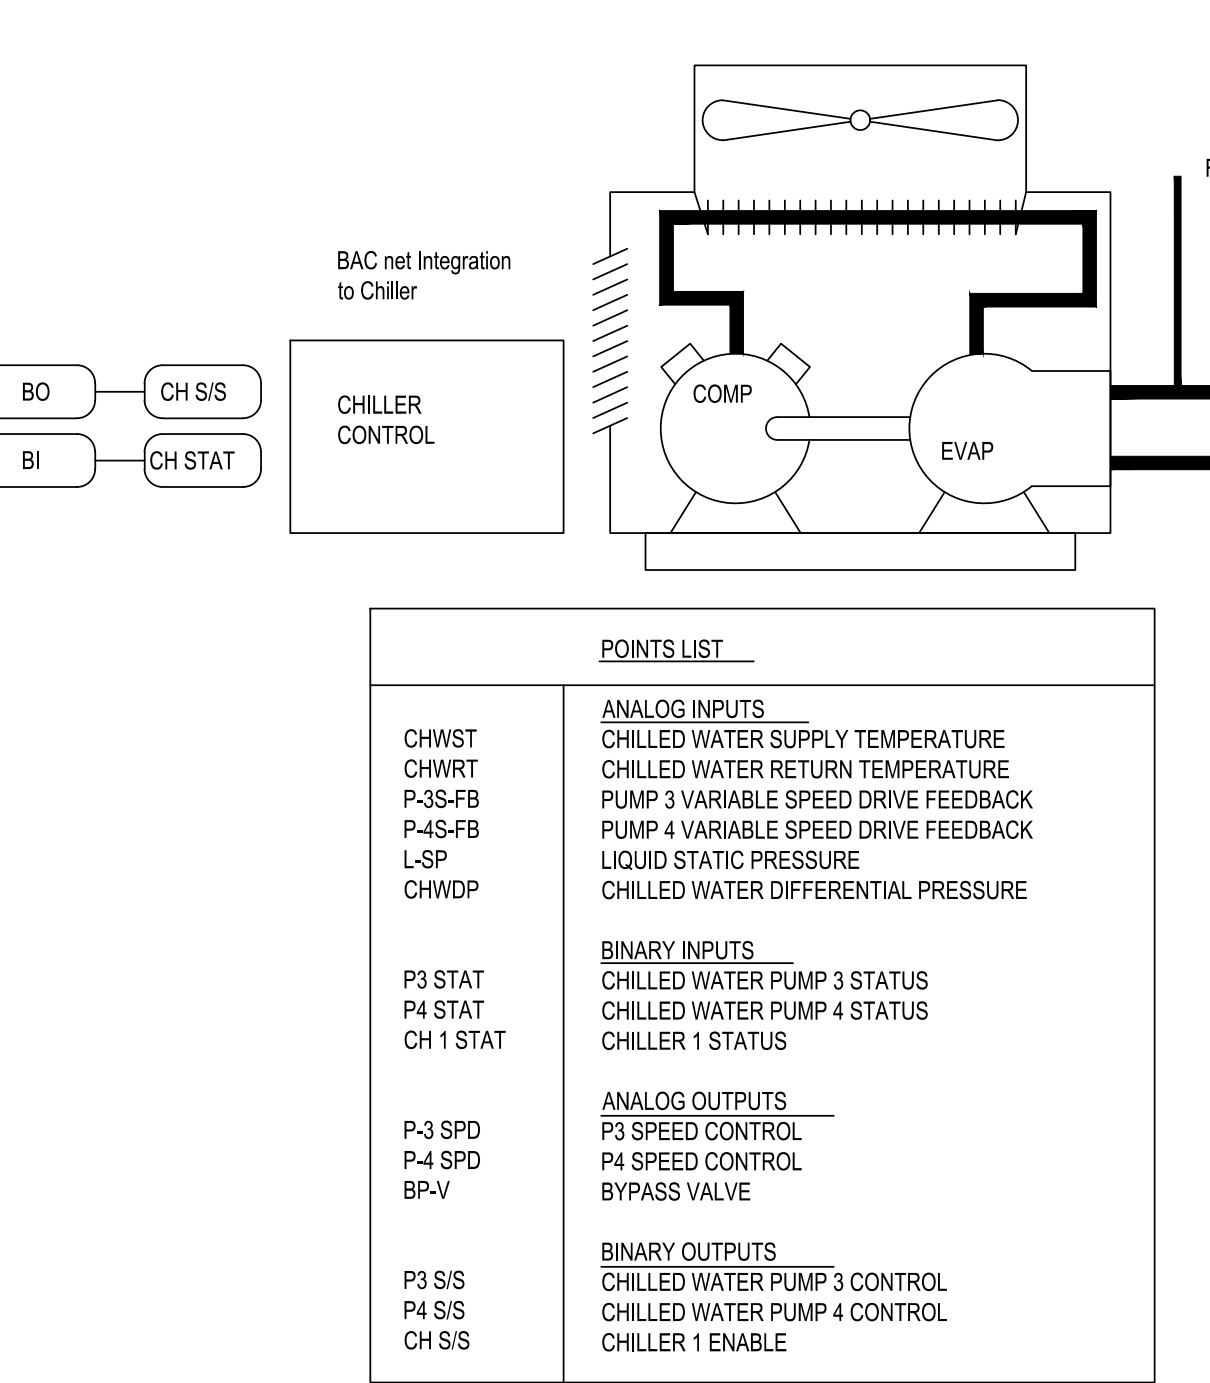 BAC net Integration
to Chiller
BO
CH S/S
BI
CH STAT
CHILLER
CONTROL
COMP
EVAP
POINTS LIST
ANALOG INPUTS
CHWST CHILLED WATER SUPPLY TEMPERATURE
CHWRT CHILLED WATER RETURN TEMPERATURE
P-3S-FB PUMP 3 VARIABLE SPEED DRIVE FEEDBACK
P-4S-FB PUMP 4 VARIABLE SPEED DRIVE FEEDBACK
L-SP LIQUID STATIC PRESSURE
CHWDP CHILLED WATER DIFFERENTIAL PRESSURE
BINARY INPUTS
P3 STAT CHILLED WATER PUMP 3 STATUS
P4 STAT CHILLED WATER PUMP 4 STATUS
CH 1 STAT CHILLER 1 STATUS
ANALOG OUTPUTS
P-3 SPD P3 SPEED CONTROL
P-4 SPD P4 SPEED CONTROL
BP-V BYPASS VALVE
BINARY OUTPUTS
P3 S/S CHILLED WATER PUMP 3 CONTROL
P4 S/S CHILLED WATER PUMP 4 CONTROL
CH S/S CHILLER 1 ENABLE